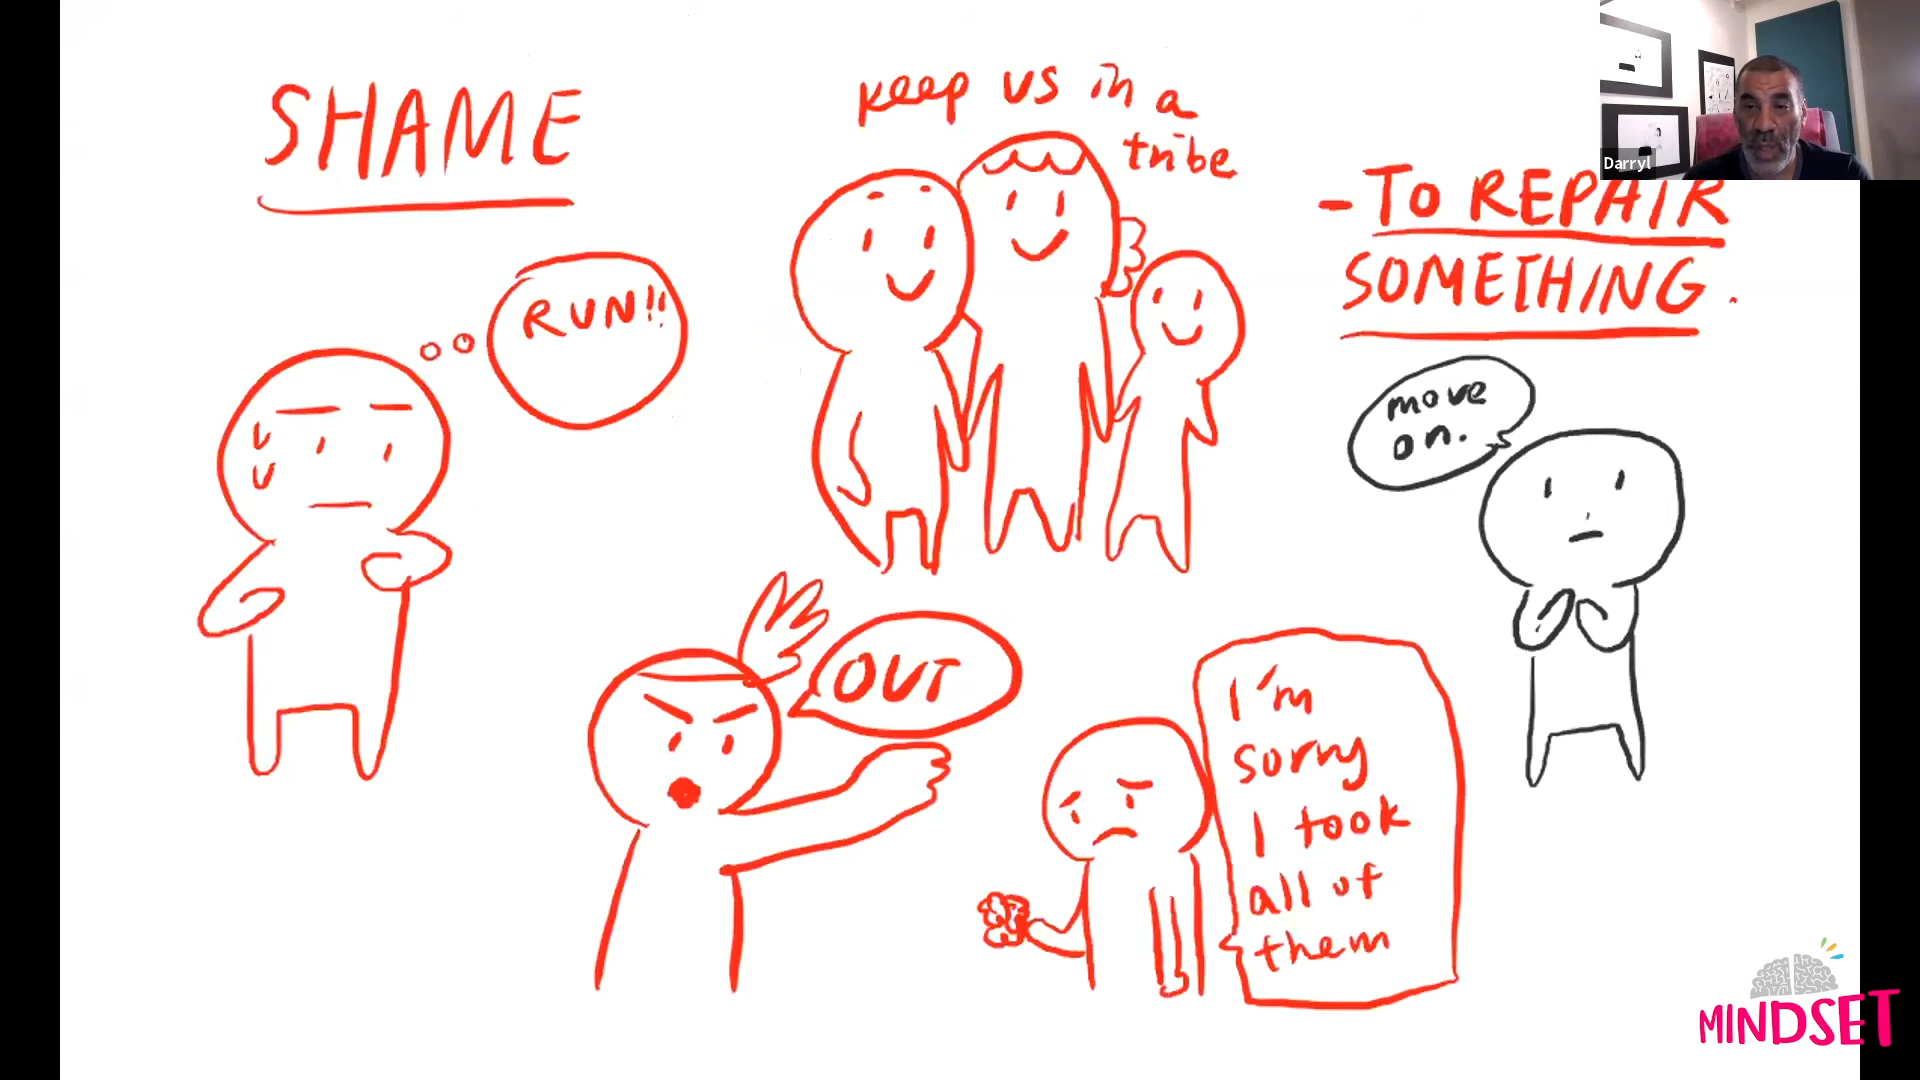 SHAME
keep us in a
tribe
Darryl
- TO REPAIR
SOMETHING.
RUN!!
move
on.
OUT
I'm
sorry
I took
all of
them
MINDSET